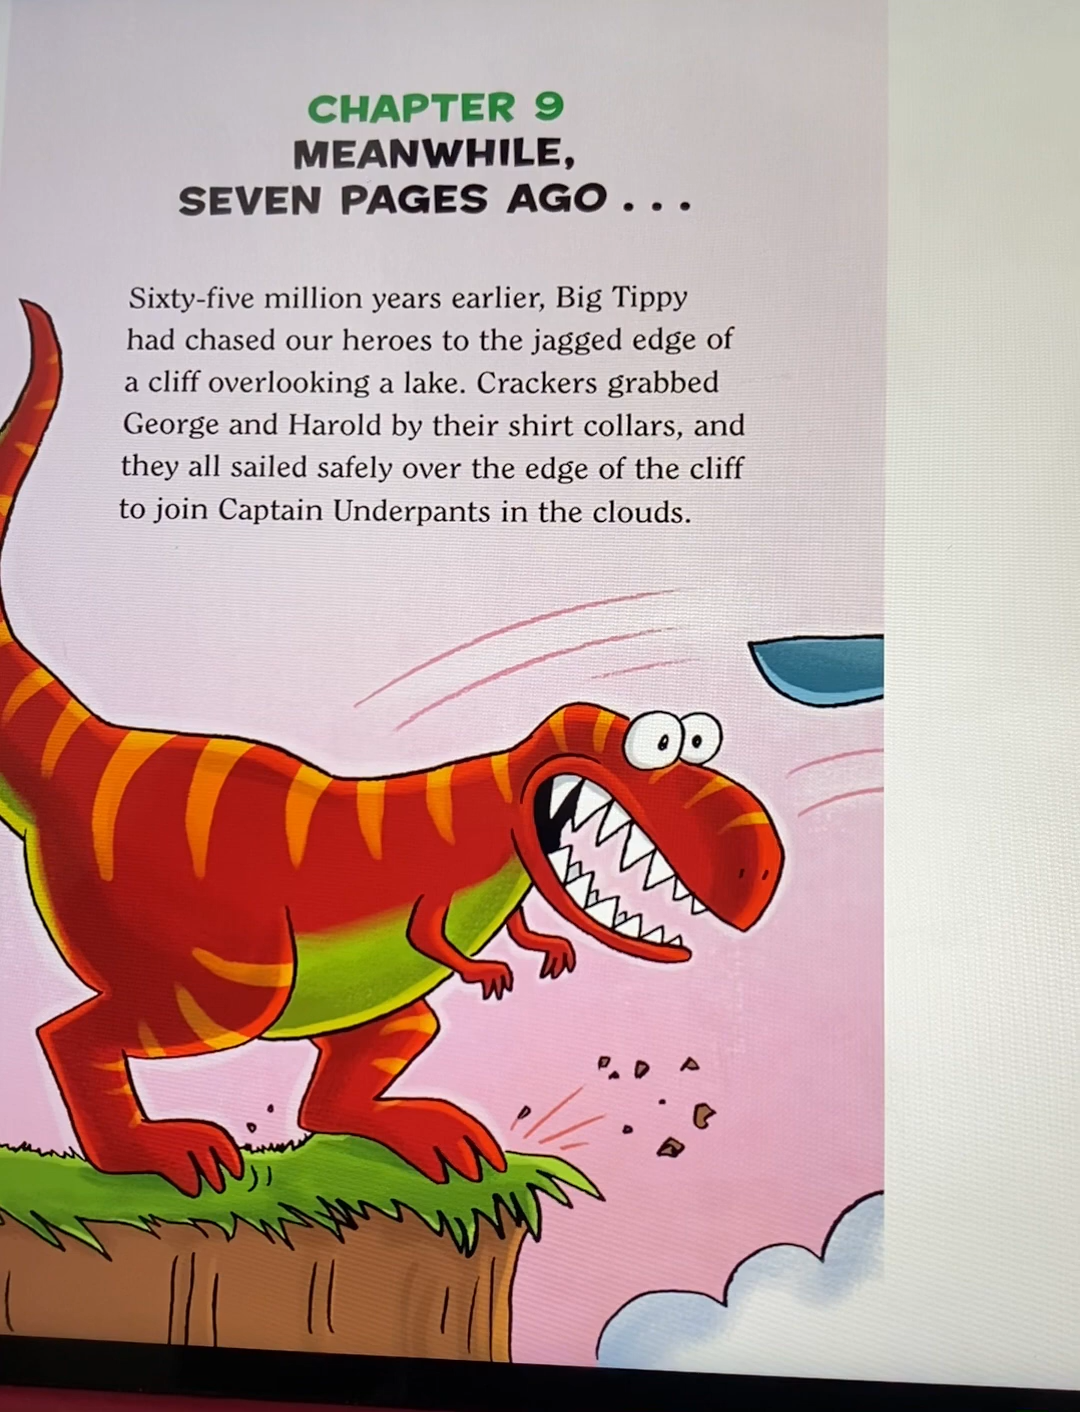 CHAPTER 9
MEANWHILE,
SEVEN PAGES AGO . . .
Sixty-five million years earlier, Big Tippy
had chased our heroes to the jagged edge of
a cliff overlooking a lake. Crackers grabbed
George and Harold by their shirt collars, and
they all sailed safely over the edge of the cliff
to join Captain Underpants in the clouds.